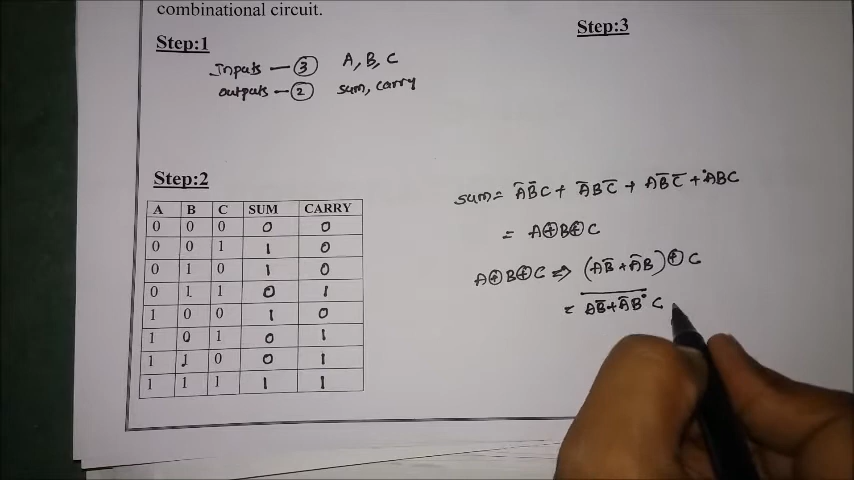 combinational circuit.
Step:1
Inputs — 3 A, B, C
outputs — 2 sum, carry
Step:2
A B C SUM CARRY
0 0 0 0 0
0 0 1 1 0
0 1 0 1 0
0 1 1 0 1
1 0 0 1 0
1 0 1 0 1
1 1 0 0 1
1 1 1 1 1
Step:3
sum = A̅B̅C + A̅BC̅ + AB̅C̅ + ABC
= A⊕B⊕C
A⊕B⊕C ⇒ (AB̅ + A̅B) ⊕ C
= \overline{AB̅ + A̅B} C